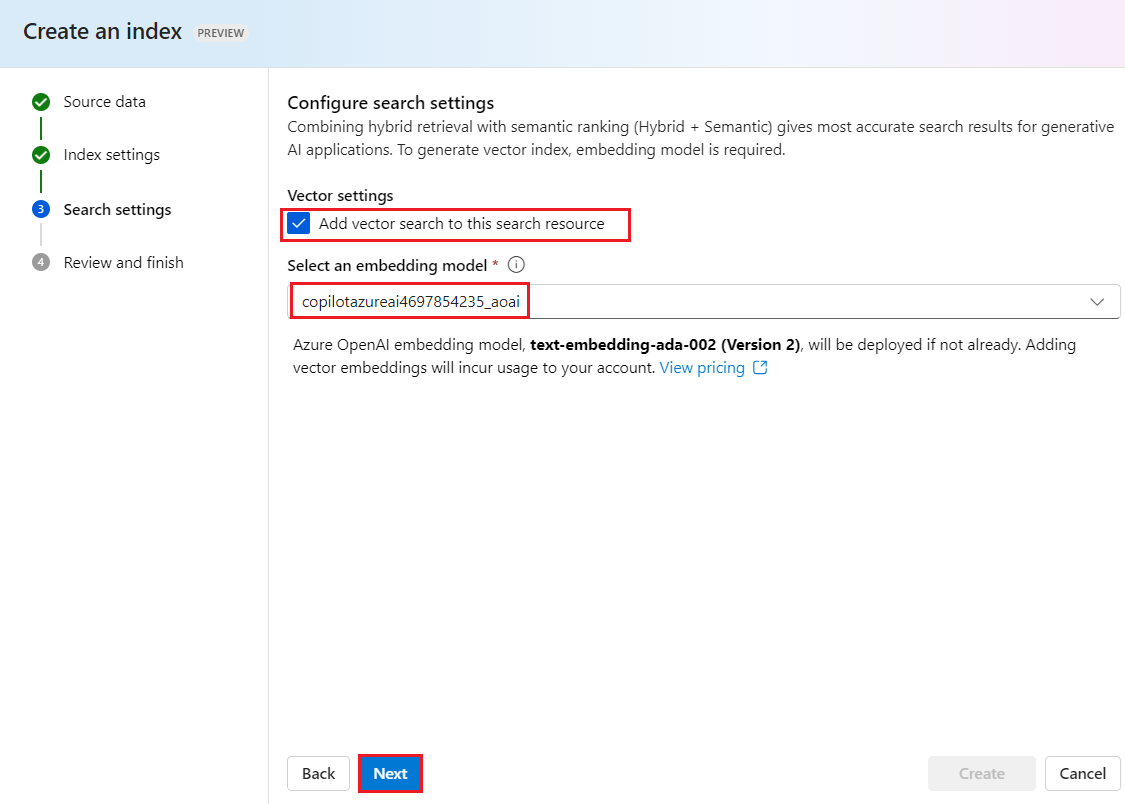 Create an index PREVIEW
Source data
Index settings
3 Search settings
4 Review and finish
Configure search settings
Combining hybrid retrieval with semantic ranking (Hybrid + Semantic) gives most accurate search results for generative
AI applications. To generate vector index, embedding model is required.
Vector settings
Add vector search to this search resource
Select an embedding model *
copilotazureai4697854235_aoai
Azure OpenAI embedding model, text-embedding-ada-002 (Version 2), will be deployed if not already. Adding
vector embeddings will incur usage to your account. View pricing
Back Next Create Cancel